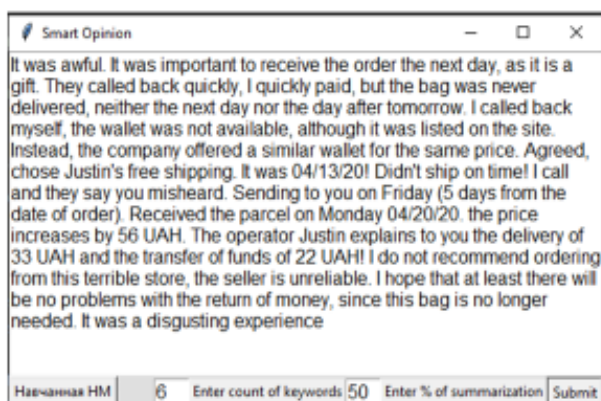 Smart Opinion
It was awful. It was important to receive the order the next day, as it is a
gift. They called back quickly, I quickly paid, but the bag was never
delivered, neither the next day nor the day after tomorrow. I called back
myself, the wallet was not available, although it was listed on the site.
Instead, the company offered a similar wallet for the same price. Agreed,
chose Justin's free shipping. It was 04/13/20! Didn't ship on time! I call
and they say you misheard. Sending to you on Friday (5 days from the
date of order). Received the parcel on Monday 04/20/20. the price
increases by 56 UAH. The operator Justin explains to you the delivery of
33 UAH and the transfer of funds of 22 UAH! I do not recommend ordering
from this terrible store, the seller is unreliable. I hope that at least there will
be no problems with the return of money, since this bag is no longer
needed. It was a disgusting experience
Навчанная НМ 6 Enter count of keywords 50 Enter % of summarization Submit